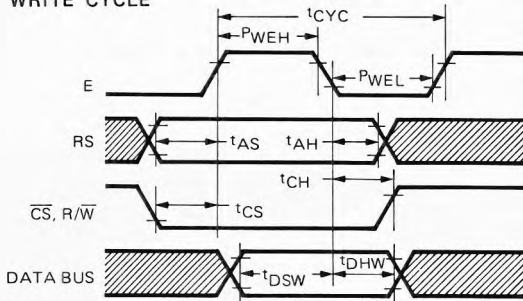 WRITE CYCLE
tCYC
PWEH
PWEL
E
RS
tAS
tAH
tCH
CS, R/W
tCS
DATA BUS
tDSW
tDHW